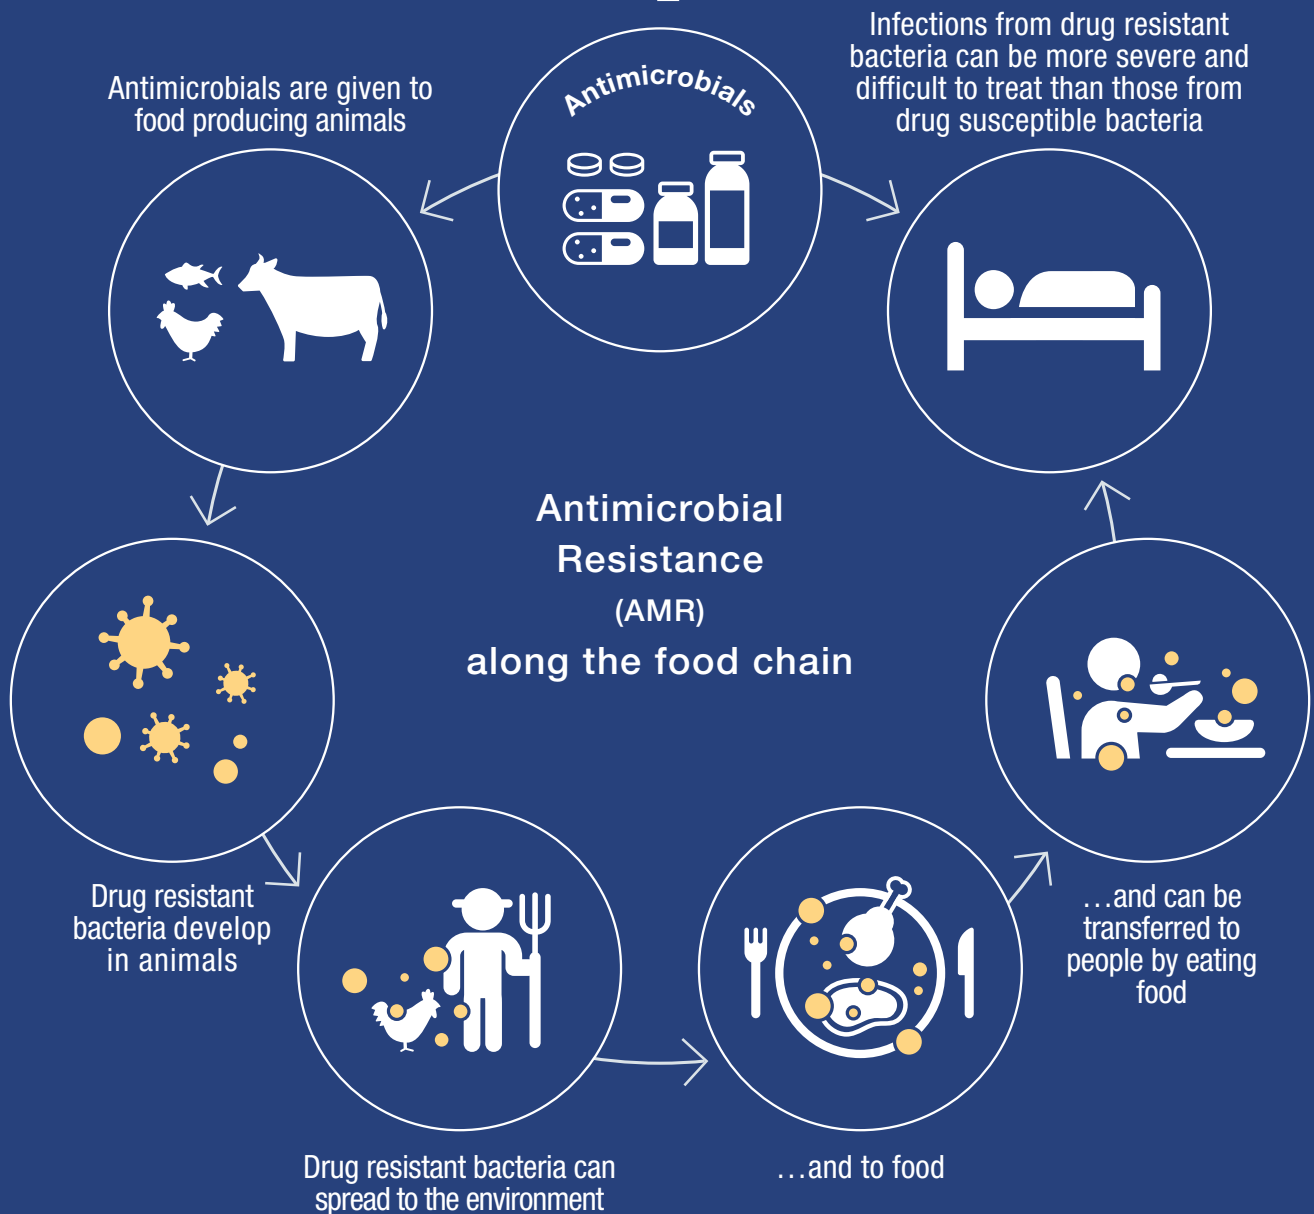 Antimicrobials
Antimicrobials are given to
food producing animals
Infections from drug resistant
bacteria can be more severe and
difficult to treat than those from
drug susceptible bacteria
Antimicrobial
Resistance
(AMR)
along the food chain
Drug resistant
bacteria develop
in animals
Drug resistant bacteria can
spread to the environment
...and to food
...and can be
transferred to
people by eating
food